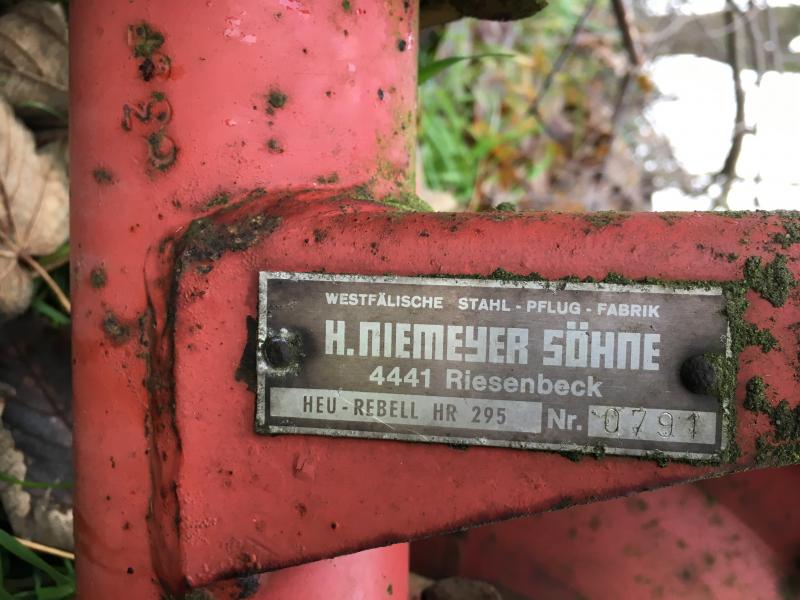 WESTFÄLISCHE STAHL - PFLUG - FABRIK
H. NIEMEYER SÖHNE
4441 Riesenbeck
HEU - REBELL HR 295 Nr. 0791